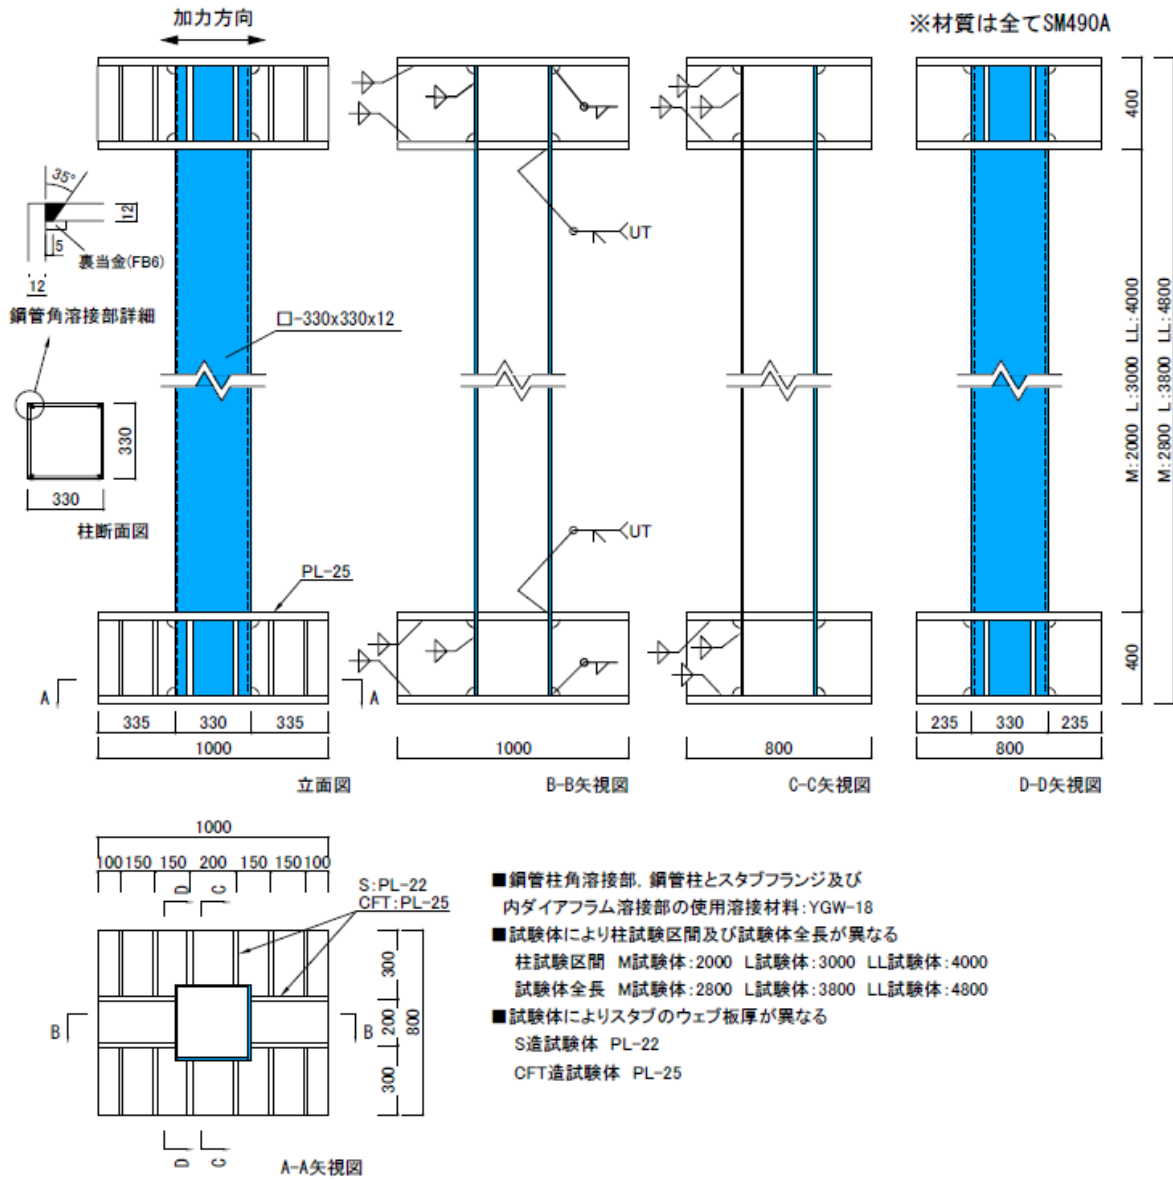 加力方向
※材質は全てSM490A
35°
12
5
裏当金(FB6)
12
鋼管角溶接部詳細
□-330x330x12
UT
400
M:2000 L:3000 LL:4000
M:2800 L:3800 LL:4800
330
330
柱断面図
UT
PL-25
400
A
A
335
330
335
1000
1000
800
235
330
235
800
立面図
B-B矢視図
C-C矢視図
D-D矢視図
1000
100
150
150
200
150
150
100
D
C
S:PL-22
CFT:PL-25
300
200
300
800
B
B
D
C
A-A矢視図
■鋼管柱角溶接部,鋼管柱とスタブフランジ及び
内ダイアフラム溶接部の使用溶接材料:YGW-18
■試験体により柱試験区間及び試験体全長が異なる
柱試験区間 M試験体:2000 L試験体:3000 LL試験体:4000
試験体全長 M試験体:2800 L試験体:3800 LL試験体:4800
■試験体によりスタブのウェブ板厚が異なる
S造試験体 PL-22
CFT造試験体 PL-25